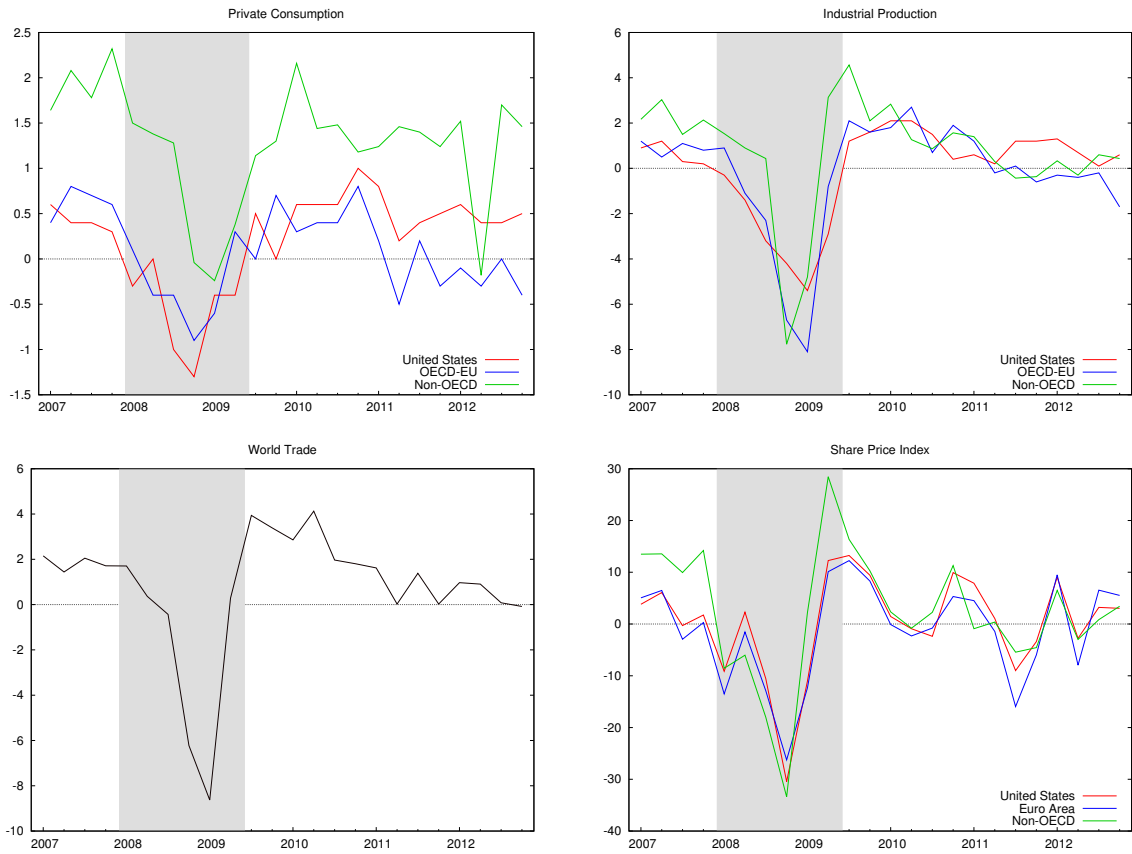 Private Consumption
2.5
2
1.5
1
0.5
0
-0.5
-1
-1.5
2007 2008 2009 2010 2011 2012
United States
OECD-EU
Non-OECD
Industrial Production
6
4
2
0
-2
-4
-6
-8
-10
2007 2008 2009 2010 2011 2012
United States
OECD-EU
Non-OECD
World Trade
6
4
2
0
-2
-4
-6
-8
-10
2007 2008 2009 2010 2011 2012
Share Price Index
30
20
10
0
-10
-20
-30
-40
2007 2008 2009 2010 2011 2012
United States
Euro Area
Non-OECD